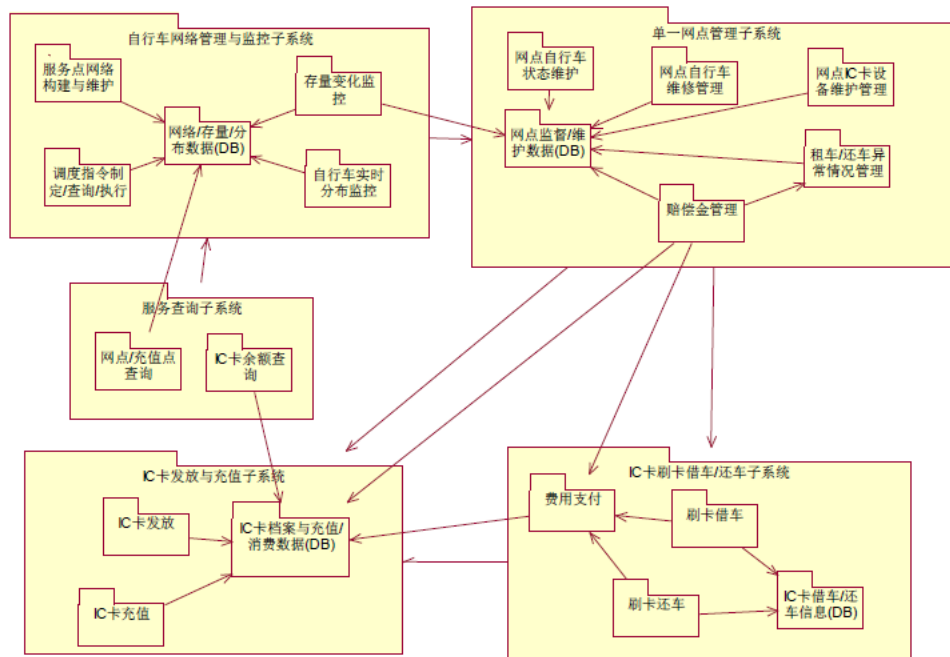 自行车网络管理与监控子系统
服务点网络
构建与维护
存量变化监
控
网络/存量/分
布数据(DB)
调度指令制
定/查询/执行
自行车实时
分布监控
单一网点管理子系统
网点自行车
状态维护
网点自行车
维修管理
网点IC卡设
备维护管理
网点监督/维
护数据(DB)
租车/还车异
常情况管理
赔偿金管理
服务查询子系统
网点/充值点
查询
IC卡余额查
询
IC卡发放与充值子系统
IC卡发放
IC卡档案与充值/
消费数据(DB)
IC卡充值
IC卡刷卡借车/还车子系统
费用支付
刷卡借车
刷卡还车
IC卡借车/还
车信息(DB)